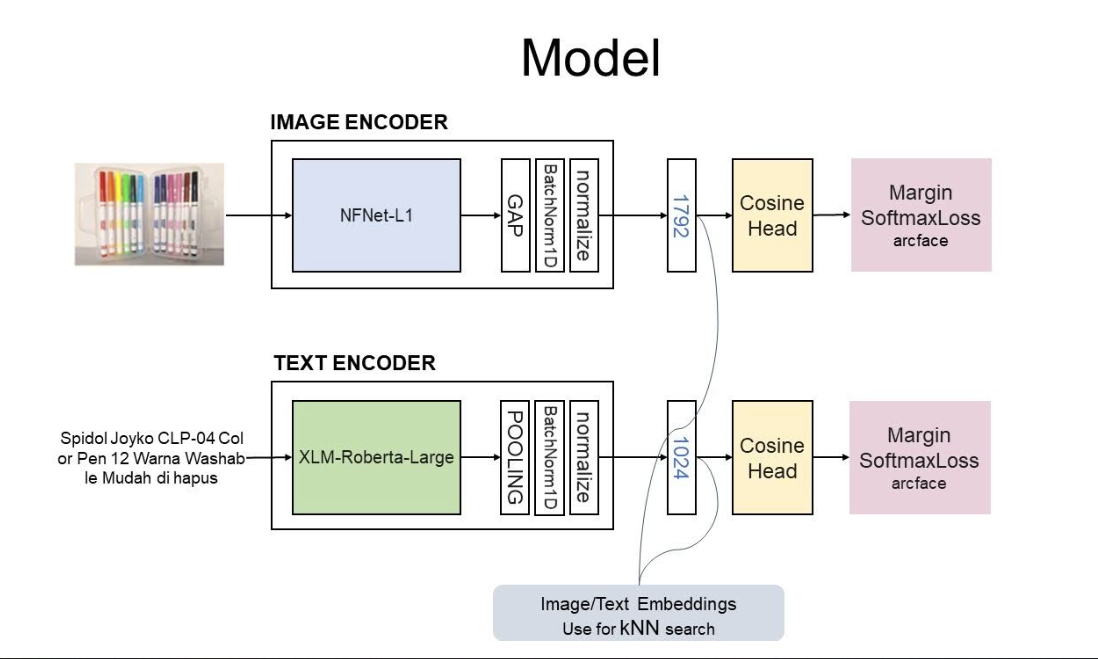 Model
IMAGE ENCODER
NFNet-L1
GAP
BatchNorm1D
normalize
1792
Cosine
Head
Margin
SoftmaxLoss
arcface
TEXT ENCODER
Spidol Joyko CLP-04 Col
or Pen 12 Warna Washab
le Mudah di hapus
XLM-Roberta-Large
POOLING
BatchNorm1D
normalize
1024
Cosine
Head
Margin
SoftmaxLoss
arcface
Image/Text Embeddings
Use for kNN search